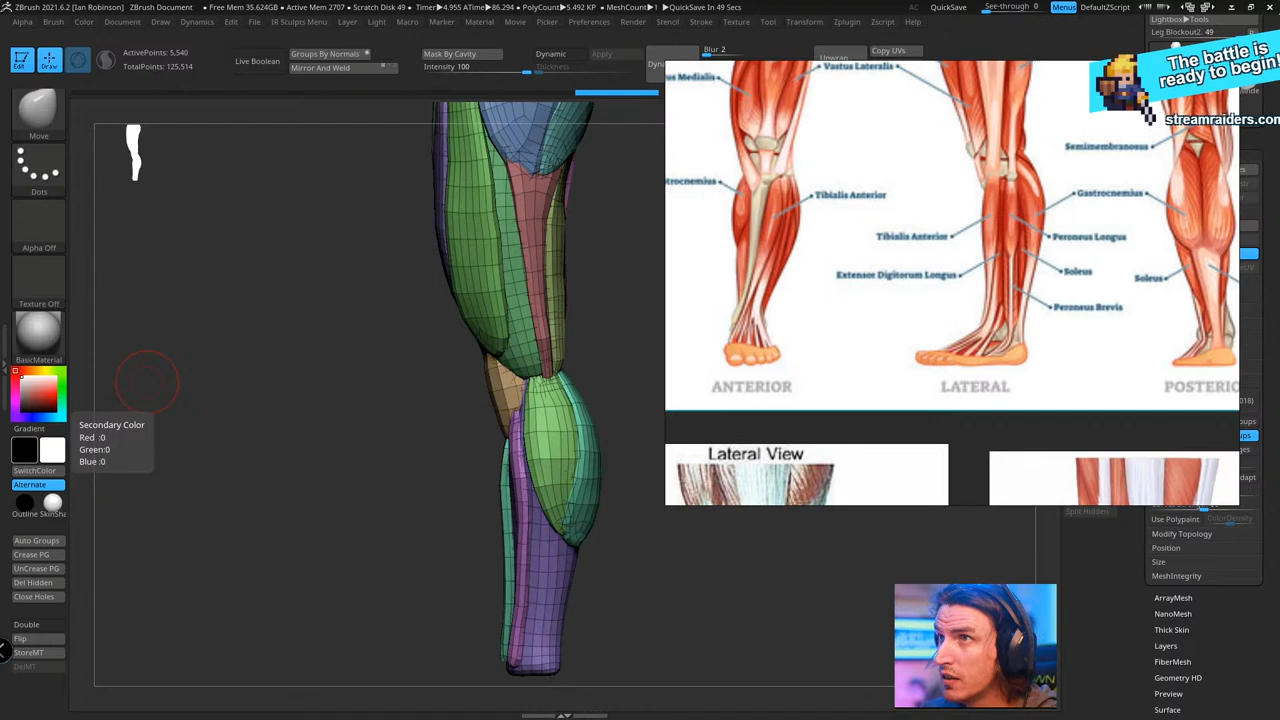 ZBrush 2021.6.2 [Ian Robinson]
ZBrush Document
• Free Mem 35.624GB • Active Mem 2707 • Scratch Disk 49 • Timer▶4.955 ATime▶86.294 • PolyCount▶5.492 KP • MeshCount▶1 ▶QuickSave In 49 Secs
AC
QuickSave
See-through 0
Menus
DefaultZScript
Alpha Brush Color Document Draw Dynamics Edit File IR Sculpt Menu Layer Light Macro Marker Material Movie Picker Preferences Render Stencil Stroke Texture Tool Transform Zplugin Zscript Help
Lightbox▶Tools
Leg Blockout2. 49
Edit
Draw
ActivePoints: 5,540
TotalPoints: 125,514
Live Boolean
Groups By Normals
Mirror And Weld
Mask By Cavity
Intensity 100
Dynamic
Apply
Blur 2
Copy UVs
The battle is
ready to begin!
streamraiders.com
Move
Dots
Alpha Off
Texture Off
BasicMaterial
Gradient
SwitchColor
Alternate
Auto Groups
Crease PG
UnCrease PG
Del Hidden
Close Holes
Double
Flip
StoreMT
DelMT
Secondary Color
Red :0
Green:0
Blue :0
Vastus Lateralis
Semimembranosus
Tibialis Anterior
Gastrocnemius
Tibialis Anterior
Peroneus Longus
Extensor Digitorum Longus
Soleus
Soleus
Peroneus Brevis
ANTERIOR
LATERAL
Lateral View
Split Hidden
Use Polypaint
ColorDensity
Modify Topology
Position
Size
MeshIntegrity
ArrayMesh
NanoMesh
Thick Skin
Layers
FiberMesh
Geometry HD
Preview
Surface